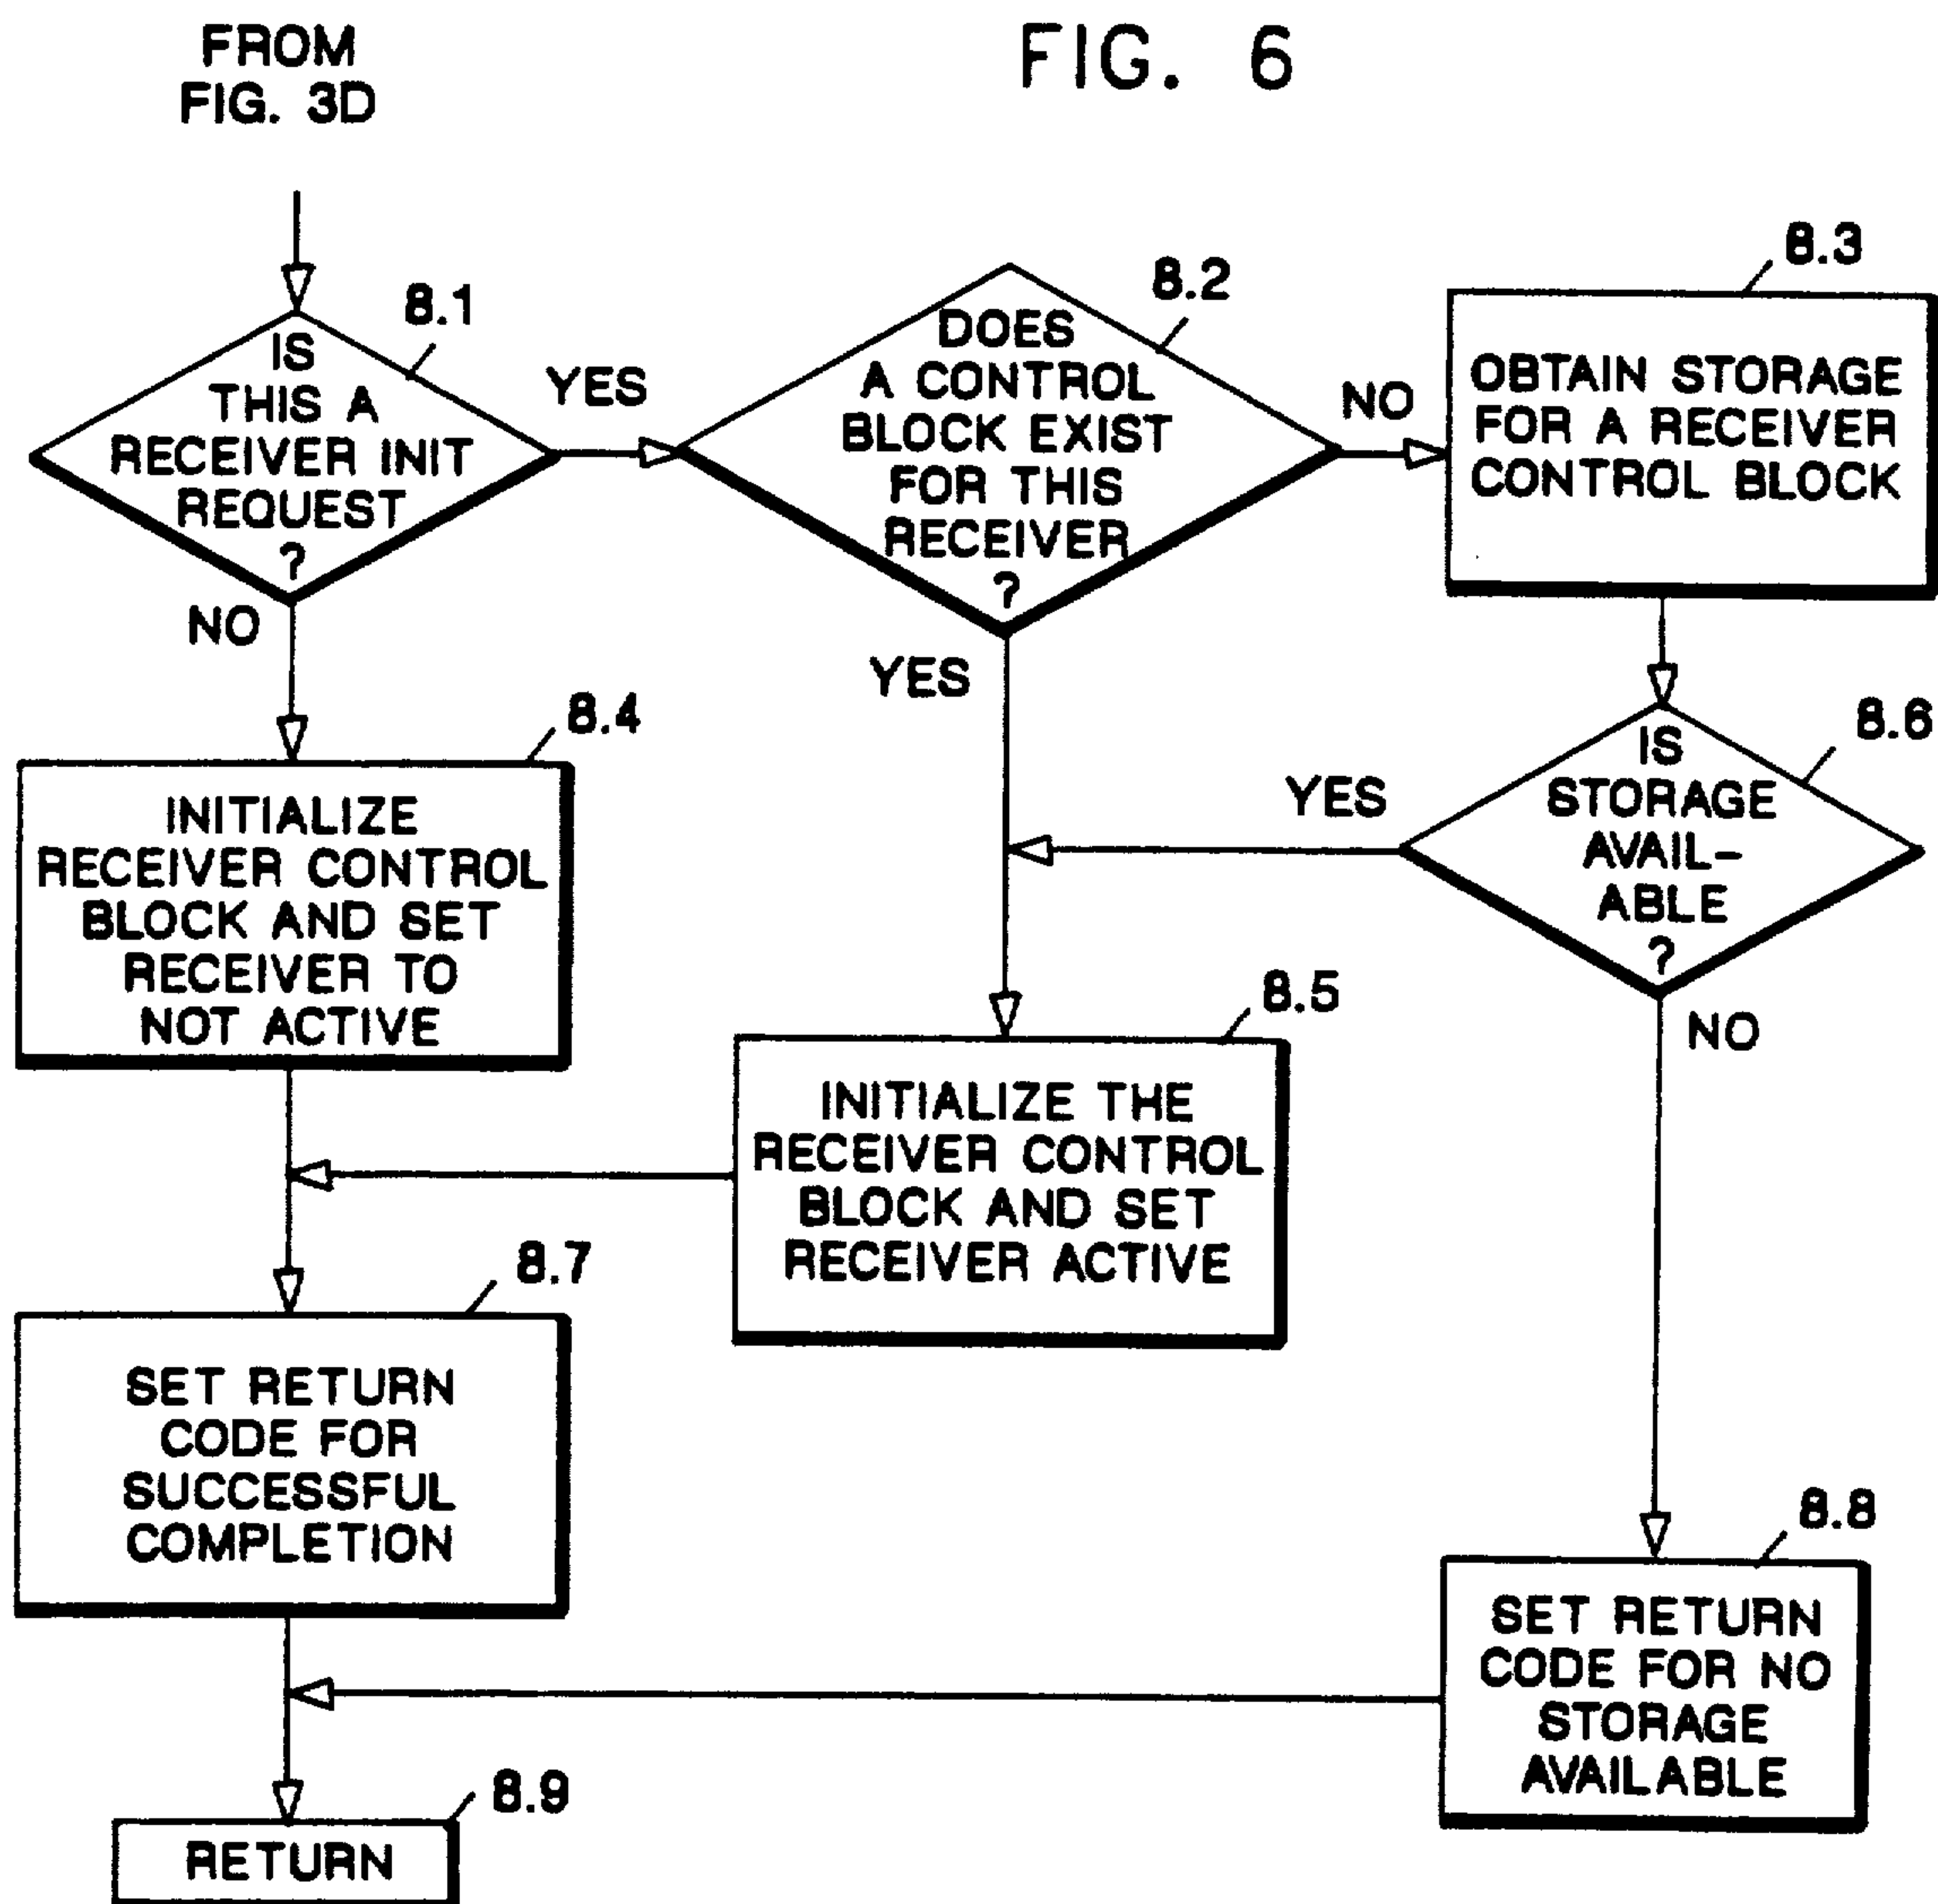 FROM
FIG. 3D
FIG. 6
8.1
IS
THIS A
RECEIVER INIT
REQUEST
?
YES
NO
8.2
DOES
A CONTROL
BLOCK EXIST
FOR THIS
RECEIVER
?
NO
YES
8.3
OBTAIN STORAGE
FOR A RECEIVER
CONTROL BLOCK
8.4
INITIALIZE
RECEIVER CONTROL
BLOCK AND SET
RECEIVER TO
NOT ACTIVE
8.6
IS
STORAGE
AVAIL-
ABLE
?
YES
NO
8.5
INITIALIZE THE
RECEIVER CONTROL
BLOCK AND SET
RECEIVER ACTIVE
8.7
SET RETURN
CODE FOR
SUCCESSFUL
COMPLETION
8.8
SET RETURN
CODE FOR NO
STORAGE
AVAILABLE
8.9
RETURN